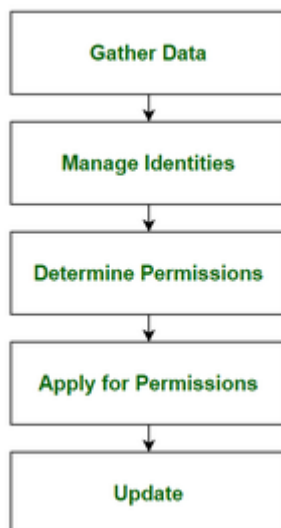 Gather Data
Manage Identities
Determine Permissions
Apply for Permissions
Update